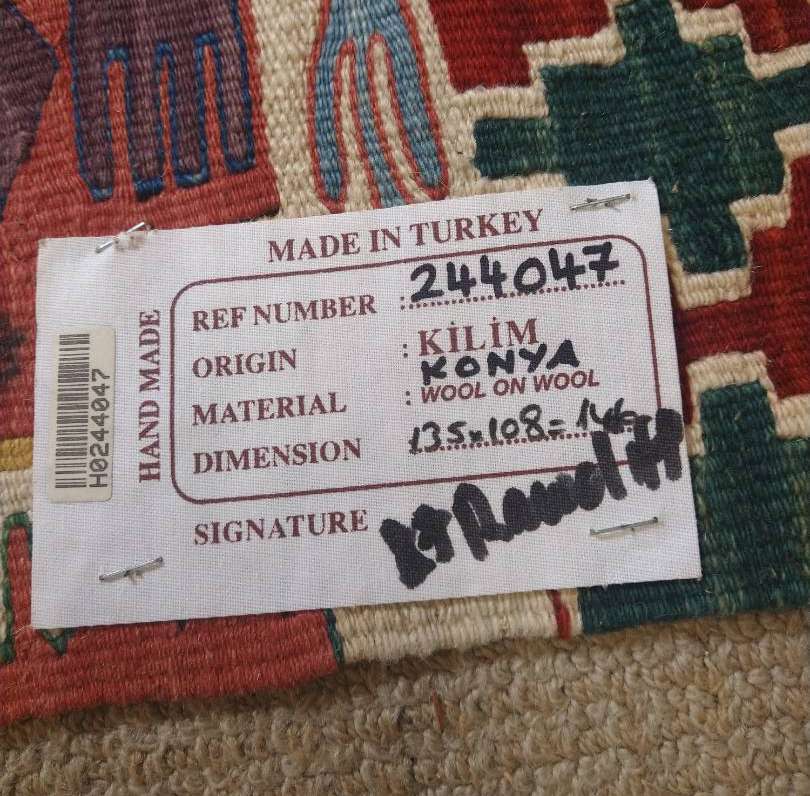 MADE IN TURKEY
HAND MADE
H0244047
REF NUMBER : 244047
ORIGIN : KİLİM
KONYA
MATERIAL : WOOL ON WOOL
DIMENSION 135x108=
SIGNATURE